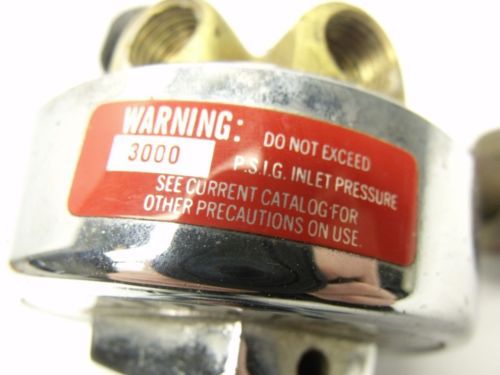 WARNING: DO NOT EXCEED
3000 P.S.I.G. INLET PRESSURE
SEE CURRENT CATALOG FOR
OTHER PRECAUTIONS ON USE.